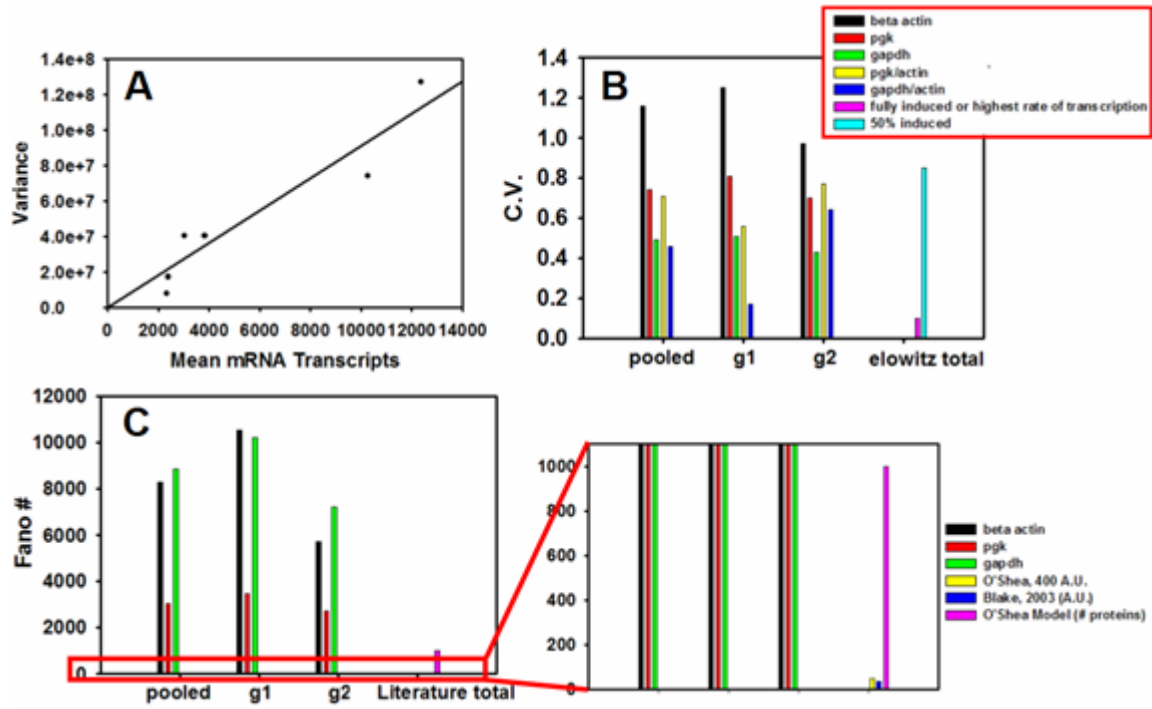 A
1.4e+8
1.2e+8
1.0e+8
8.0e+7
6.0e+7
4.0e+7
2.0e+7
0.0
Variance
0 2000 4000 6000 8000 10000 12000 14000
Mean mRNA Transcripts
B
beta actin
pgk
gapdh
pgk/actin
gapdh/actin
fully induced or highest rate of transcription
50% induced
1.4
1.2
1.0
0.8
0.6
0.4
0.2
0.0
C.V.
pooled g1 g2 elowitz total
C
12000
10000
8000
6000
4000
2000
0
Fano #
pooled g1 g2 Literature total
1000
800
600
400
200
0
beta actin
pgk
gapdh
O'Shea, 400 A.U.
Blake, 2003 (A.U.)
O'Shea Model (# proteins)